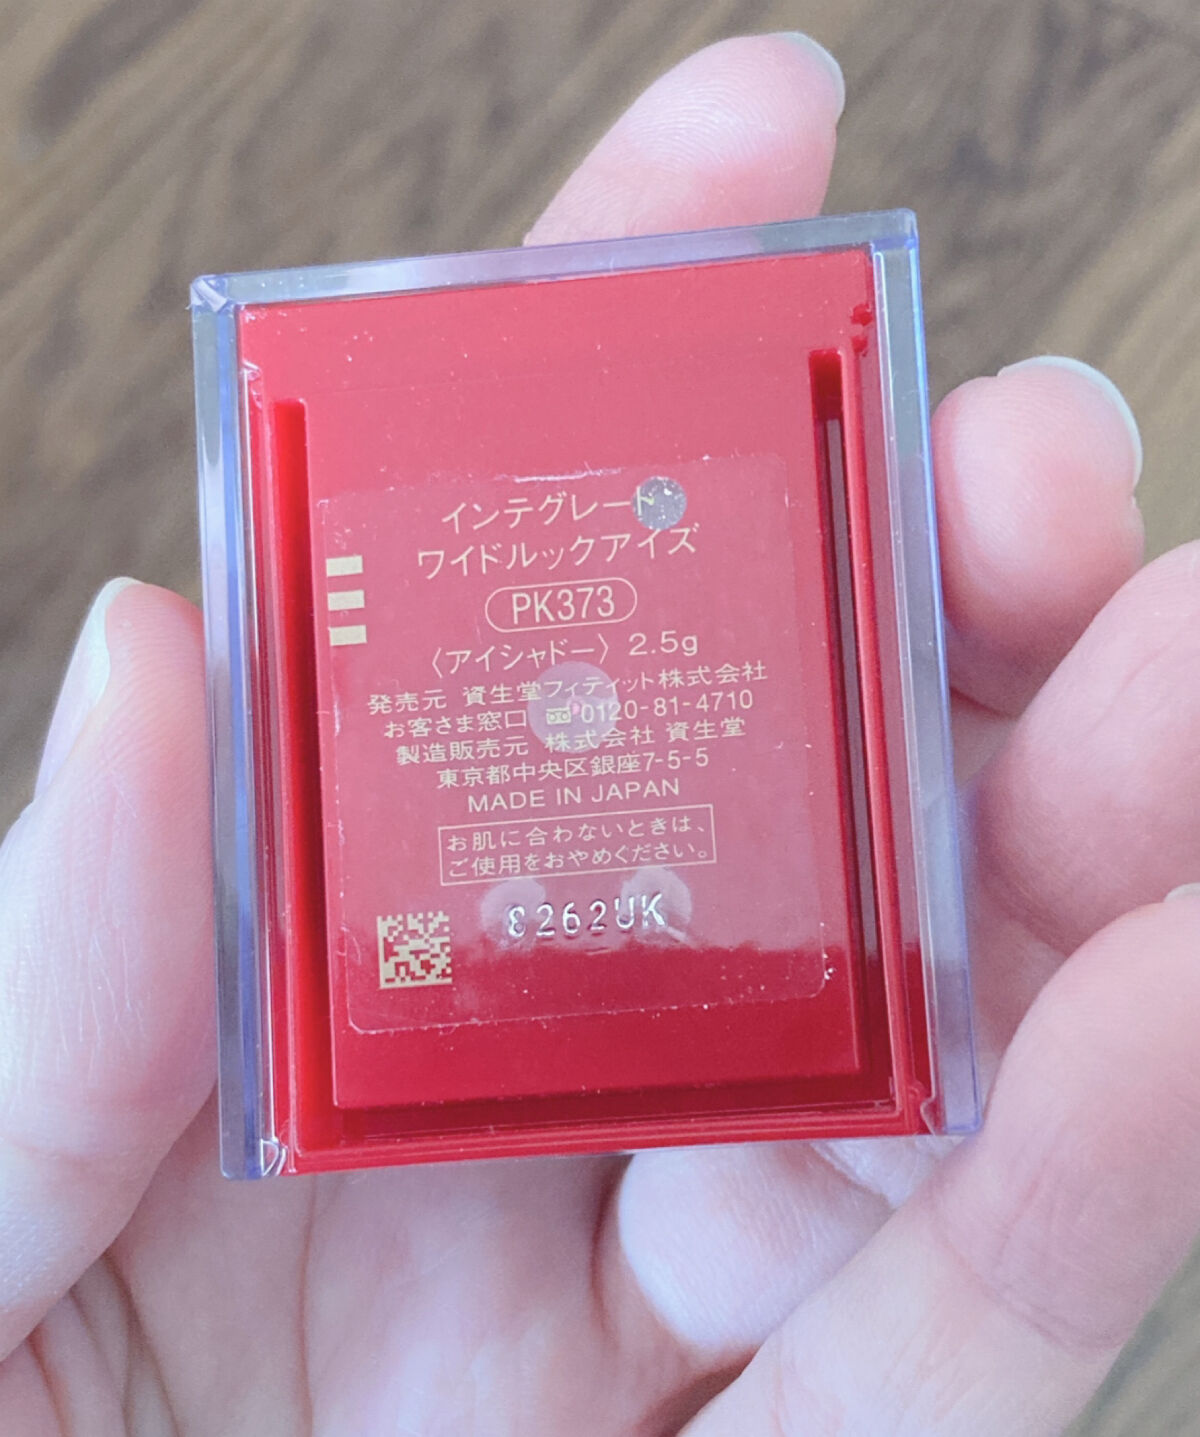 インテグレート
ワイドルックアイズ
PK373
〈アイシャドー〉2.5g
発売元 資生堂フィティット株式会社
お客さま窓口 0120-81-4710
製造販売元 株式会社 資生堂
東京都中央区銀座7-5-5
MADE IN JAPAN
お肌に合わないときは、
ご使用をおやめください。
8262UK